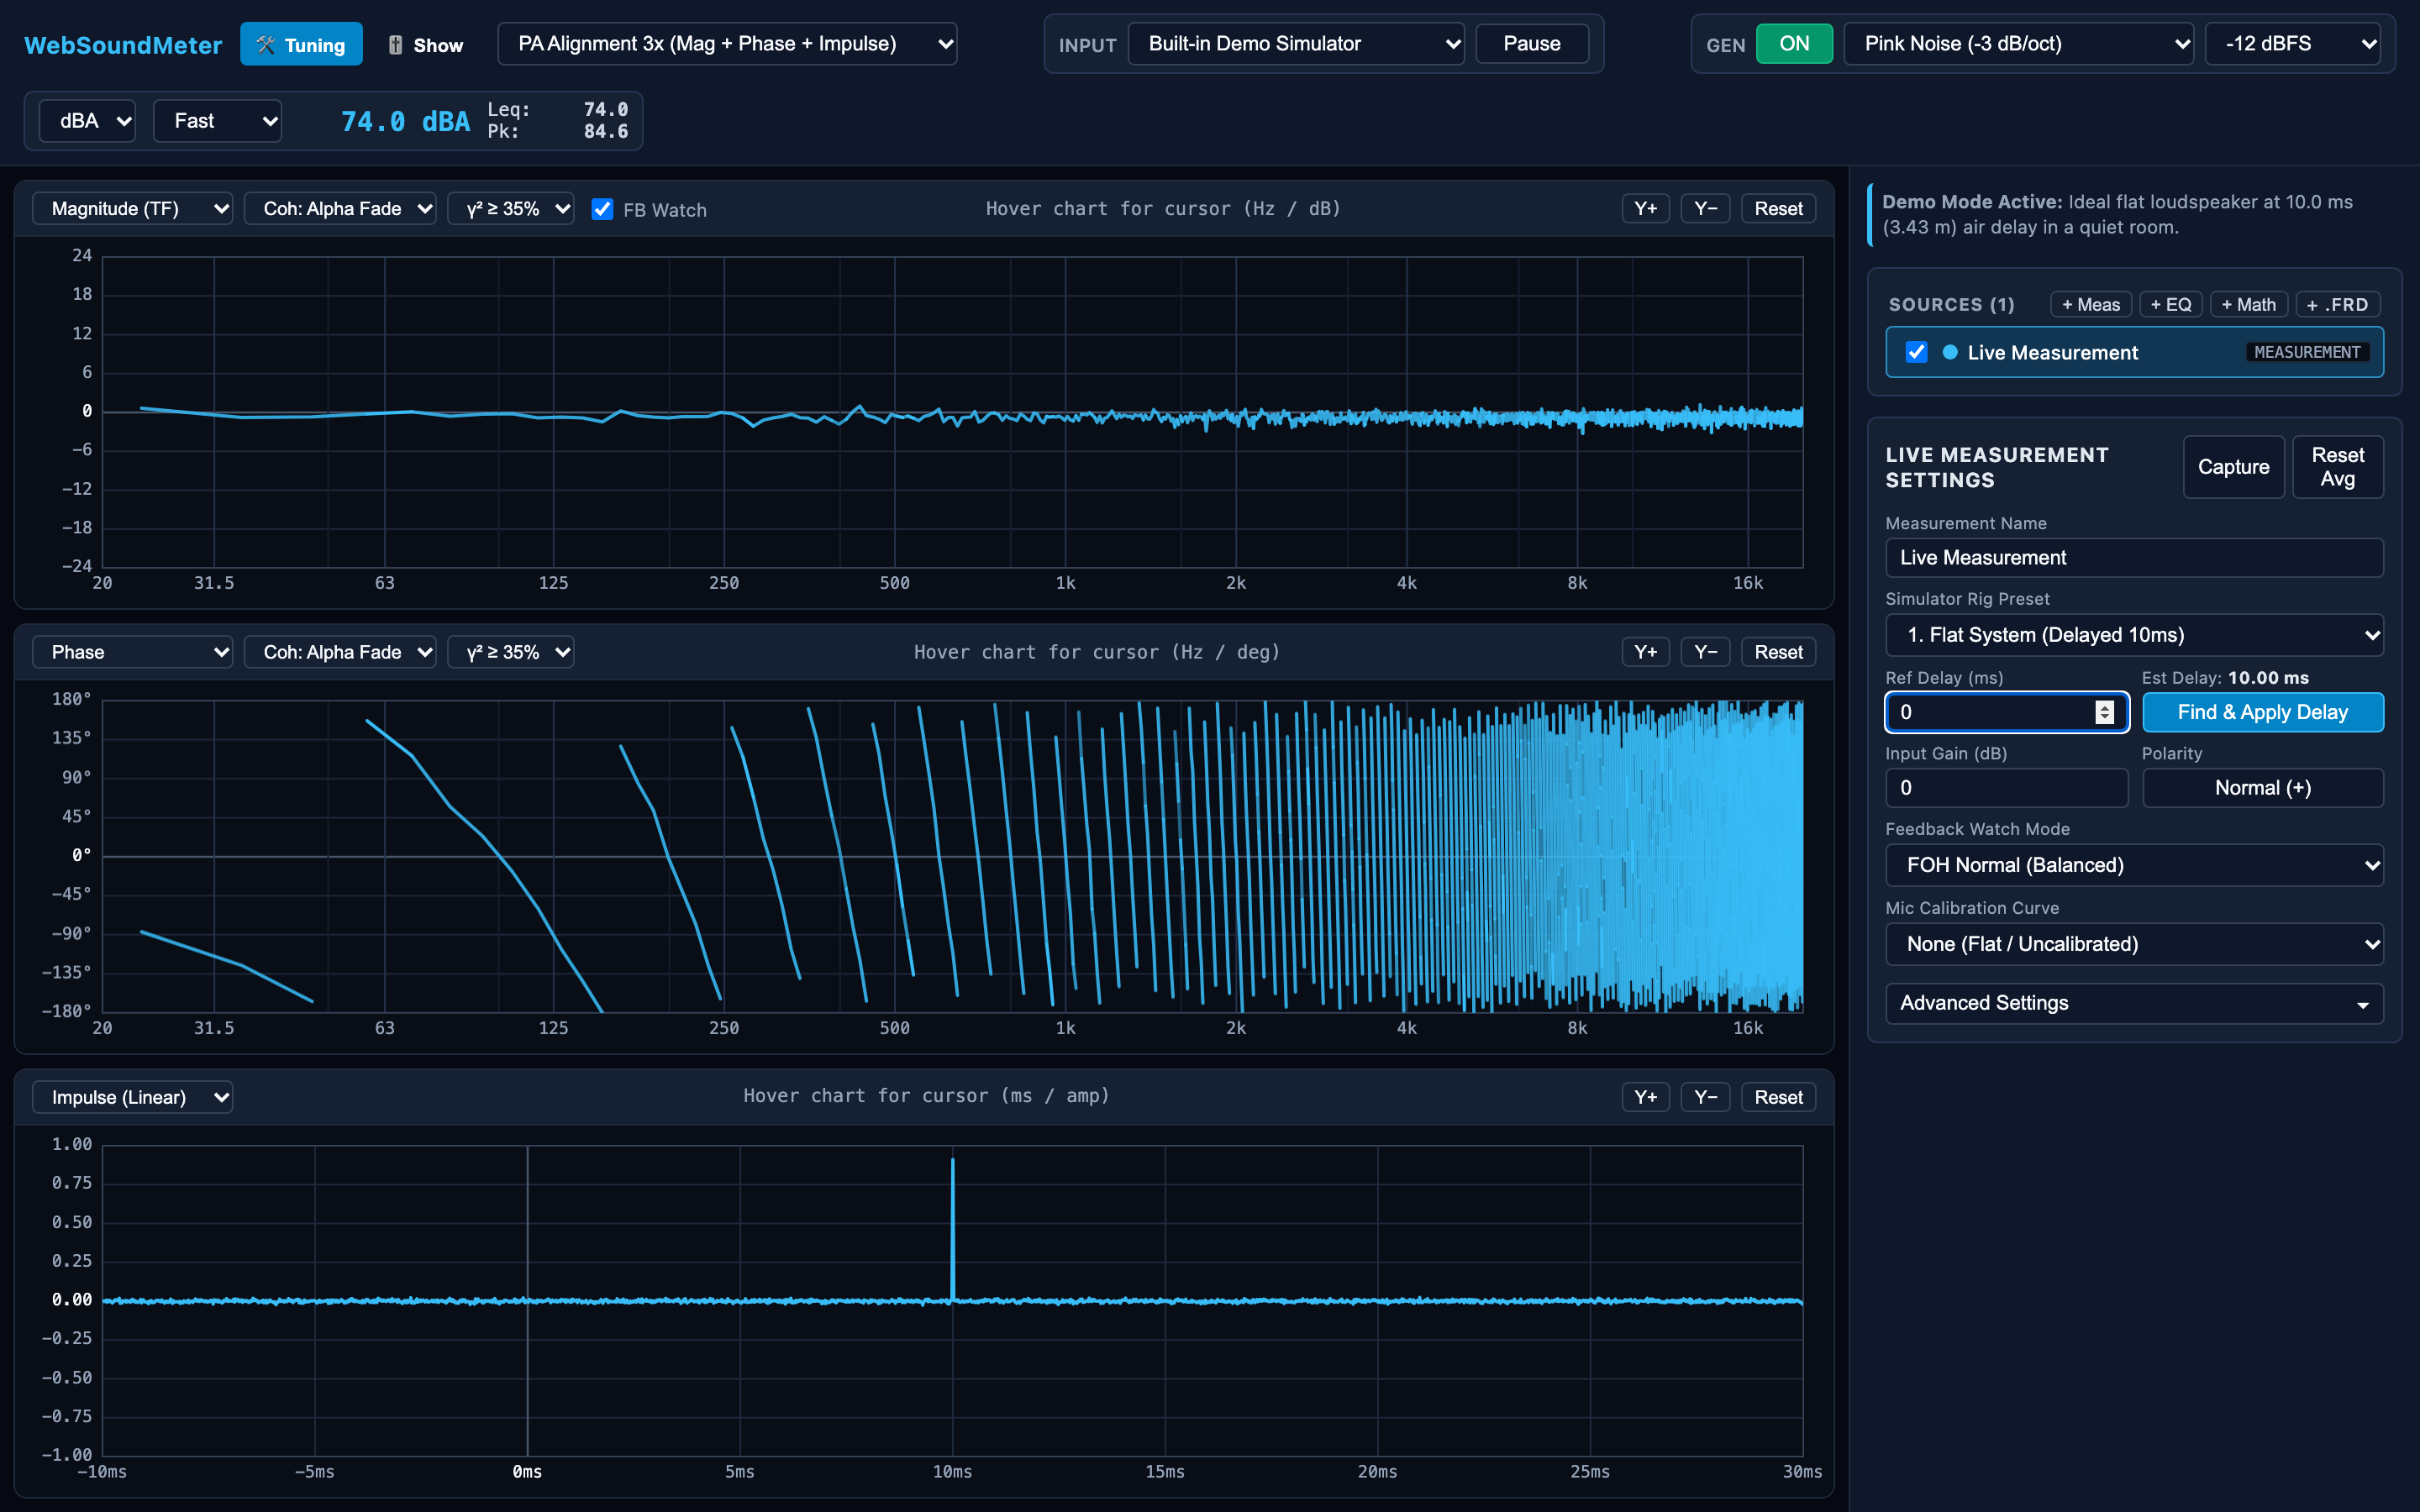 WebSoundMeter
🛠️ Tuning
🎚️ Show
PA Alignment 3x (Mag + Phase + Impulse)
INPUT
Built-in Demo Simulator
Pause
GEN
ON
Pink Noise (-3 dB/oct)
-12 dBFS
dBA
Fast
74.0 dBA
Leq: 74.0
Pk: 84.6
Magnitude (TF)
Coh: Alpha Fade
γ² ≥ 35%
FB Watch
Hover chart for cursor (Hz / dB)
Y+
Y−
Reset
24
18
12
6
0
−6
−12
−18
−24
20
31.5
63
125
250
500
1k
2k
4k
8k
16k
Phase
Coh: Alpha Fade
γ² ≥ 35%
Hover chart for cursor (Hz / deg)
Y+
Y−
Reset
180°
135°
90°
45°
0°
−45°
−90°
−135°
−180°
20
31.5
63
125
250
500
1k
2k
4k
8k
16k
Impulse (Linear)
Hover chart for cursor (ms / amp)
Y+
Y−
Reset
1.00
0.75
0.50
0.25
0.00
−0.25
−0.50
−0.75
−1.00
−10ms
−5ms
0ms
5ms
10ms
15ms
20ms
25ms
30ms
Demo Mode Active: Ideal flat loudspeaker at 10.0 ms
(3.43 m) air delay in a quiet room.
SOURCES (1)
+ Meas
+ EQ
+ Math
+ .FRD
Live Measurement
MEASUREMENT
LIVE MEASUREMENT
SETTINGS
Capture
Reset
Avg
Measurement Name
Live Measurement
Simulator Rig Preset
1. Flat System (Delayed 10ms)
Ref Delay (ms)
Est Delay: 10.00 ms
0
Find & Apply Delay
Input Gain (dB)
Polarity
0
Normal (+)
Feedback Watch Mode
FOH Normal (Balanced)
Mic Calibration Curve
None (Flat / Uncalibrated)
Advanced Settings